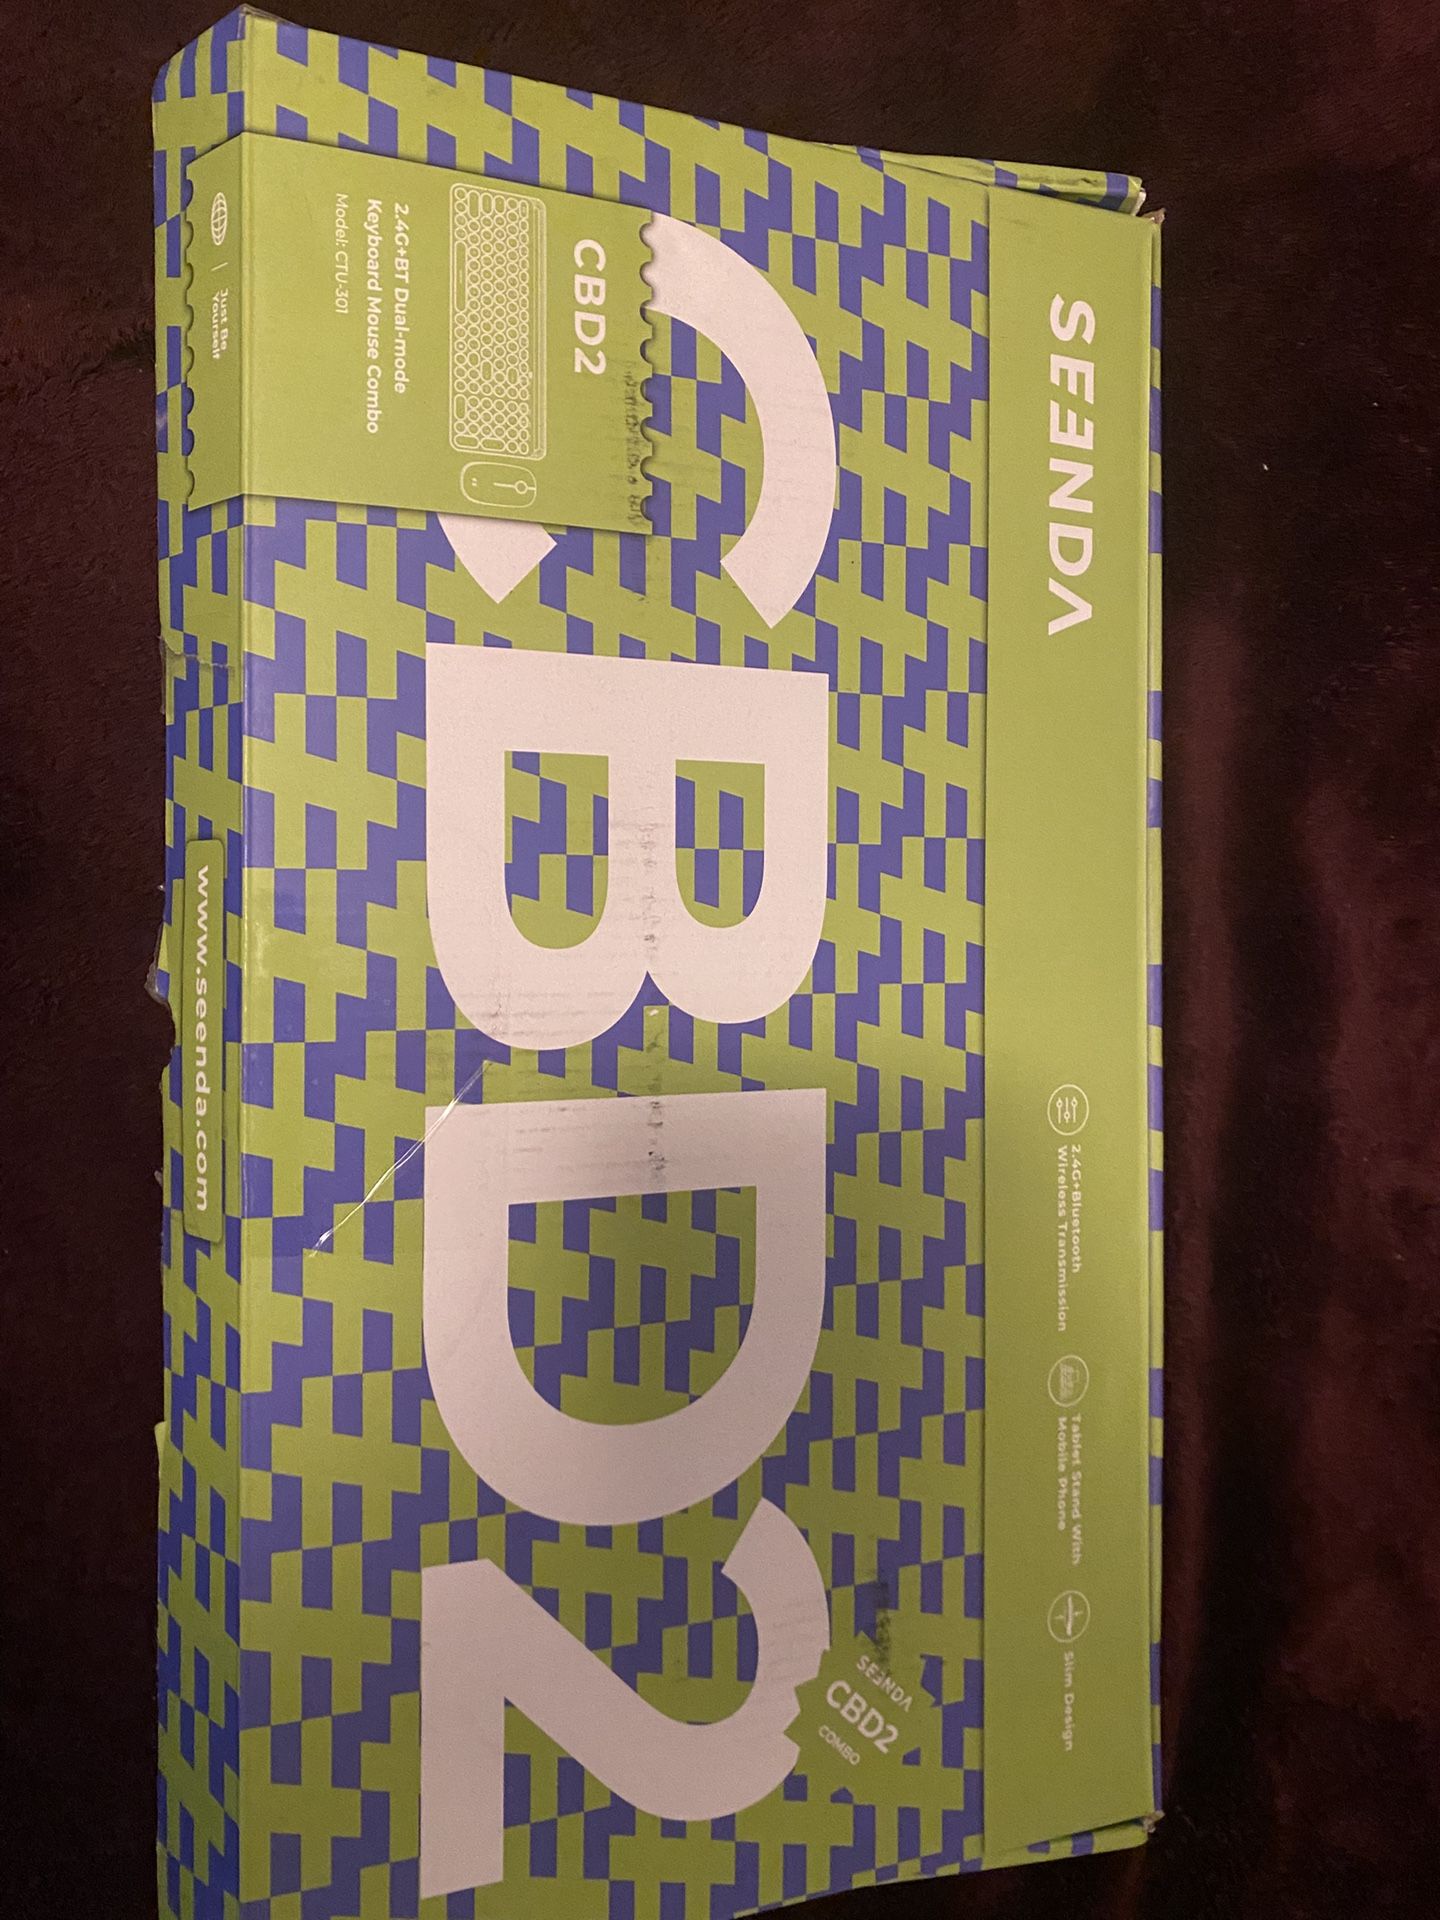 SEENDA
2.4G+Bluetooth
Wireless Transmission
Tablet Stand With
Mobile Phone
Slim Design
CBD2
CBD2
2.4G+BT Dual-mode
Keyboard Mouse Combo
Model: CTU-301
Just Be
Yourself
SEENDA
CBD2
COMBO
www.seenda.com